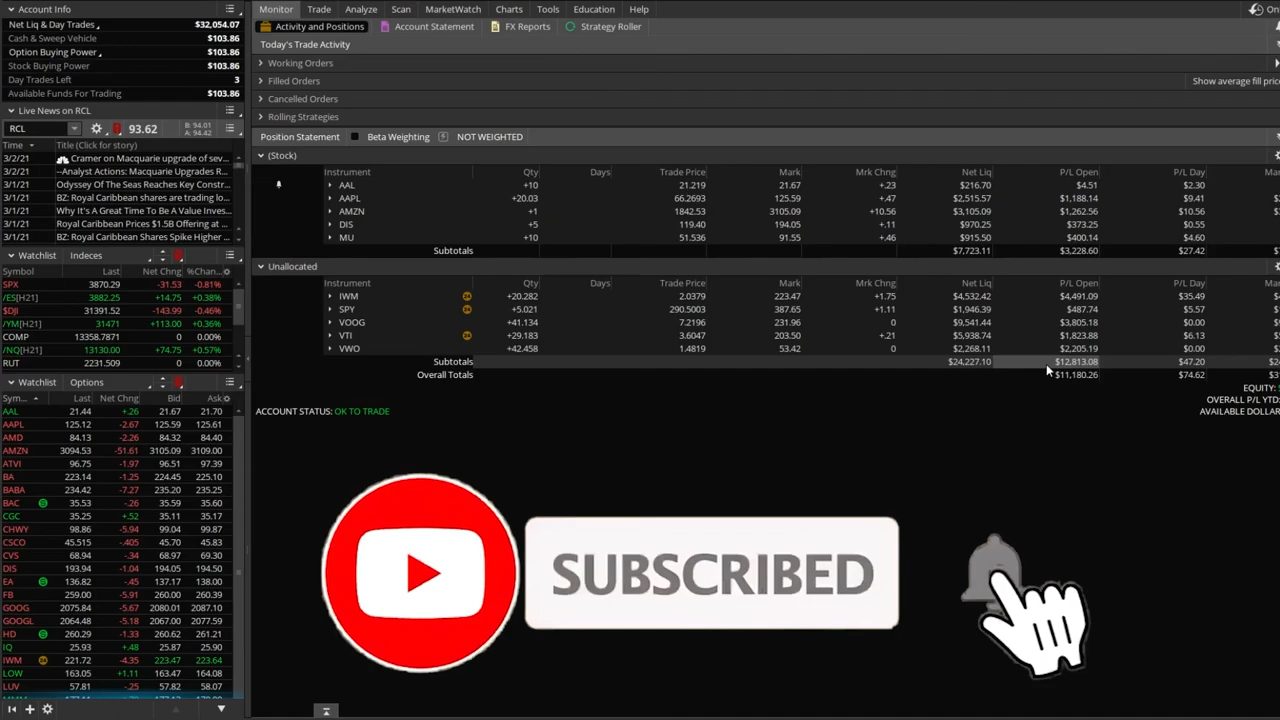 Account Info
Net Liq & Day Trades $32,054.07
Cash & Sweep Vehicle $103.86
Option Buying Power $103.86
Stock Buying Power $103.86
Day Trades Left 3
Available Funds For Trading $103.86
Live News on RCL
RCL 93.62 B: 94.01 A: 94.42
Time Title (Click for story)
3/2/21 Cramer on Macquarie upgrade of sev...
3/2/21 --Analyst Actions: Macquarie Upgrades R...
3/1/21 Odyssey Of The Seas Reaches Key Constr...
3/1/21 BZ: Royal Caribbean shares are trading lo...
3/1/21 Why It's A Great Time To Be A Value Inves...
3/1/21 Royal Caribbean Prices $1.5B Offering at ...
3/1/21 BZ: Royal Caribbean Shares Spike Higher ...
Watchlist Indeces
Symbol Last Net Chng %Chan...
SPX 3870.29 -31.53 -0.81%
/ES[H21] 3882.25 +14.75 +0.38%
$DJI 31391.52 -143.99 -0.46%
/YM[H21] 31471 +113.00 +0.36%
COMP 13358.7871 0 0.00%
/NQ[H21] 13130.00 +74.75 +0.57%
RUT 2231.509 0 0.00%
Watchlist Options
Sym... Last Net Chng Bid Ask
AAL 21.44 +.26 21.67 21.70
AAPL 125.12 -2.67 125.59 125.61
AMD 84.13 -2.26 84.32 84.40
AMZN 3094.53 -51.61 3105.09 3109.00
ATVI 96.75 -1.97 96.51 97.39
BA 223.14 -1.25 224.45 225.10
BABA 234.42 -7.27 235.20 235.25
BAC 35.53 -.26 35.59 35.60
CGC 35.25 +.52 35.11 35.17
CHWY 98.86 -5.94 99.04 99.87
CSCO 45.515 -.405 45.70 45.83
CVS 68.94 -.34 68.97 69.30
DIS 193.94 -1.04 194.05 194.50
EA 136.82 -.45 137.17 138.00
FB 259.00 -5.91 260.00 260.39
GOOG 2075.84 -5.67 2080.01 2087.10
GOOGL 2064.48 -5.18 2067.00 2077.59
HD 260.29 -1.33 260.62 261.21
IQ 25.93 +.48 25.87 25.90
IWM 221.72 -4.35 223.47 223.64
LOW 163.05 +1.11 163.47 164.08
LUV 57.81 -.25 57.82 58.07
Monitor Trade Analyze Scan MarketWatch Charts Tools Education Help
On
Activity and Positions Account Statement FX Reports Strategy Roller
Today's Trade Activity
Working Orders
Filled Orders Show average fill price
Cancelled Orders
Rolling Strategies
Position Statement Beta Weighting NOT WEIGHTED
(Stock)
Instrument Qty Days Trade Price Mark Mrk Chng Net Liq P/L Open P/L Day Mar
AAL +10 21.219 21.67 +.23 $216.70 $4.51 $2.30
AAPL +20.03 66.2693 125.59 +.47 $2,515.57 $1,188.14 $9.41
AMZN +1 1842.53 3105.09 +10.56 $3,105.09 $1,262.56 $10.56
DIS +5 119.40 194.05 +.11 $970.25 $373.25 $0.55
MU +10 51.536 91.55 +.46 $915.50 $400.14 $4.60
Subtotals $7,723.11 $3,228.60 $27.42
Unallocated
Instrument Qty Days Trade Price Mark Mrk Chng Net Liq P/L Open P/L Day Mar
IWM +20.282 2.0379 223.47 +1.75 $4,532.42 $4,491.09 $35.49
SPY +5.021 290.5003 387.65 +1.11 $1,946.39 $487.74 $5.57
VOOG +41.134 7.2196 231.96 0 $9,541.44 $3,805.18 $0.00
VTI +29.183 3.6047 203.50 +.21 $5,938.74 $1,823.88 $6.13
VWO +42.458 1.4819 53.42 0 $2,268.11 $2,205.19 $0.00
Subtotals $24,227.10 $12,813.08 $47.20
Overall Totals $11,180.26 $74.62
EQUITY:
OVERALL P/L YTD:
ACCOUNT STATUS: OK TO TRADE AVAILABLE DOLLAR
SUBSCRIBED